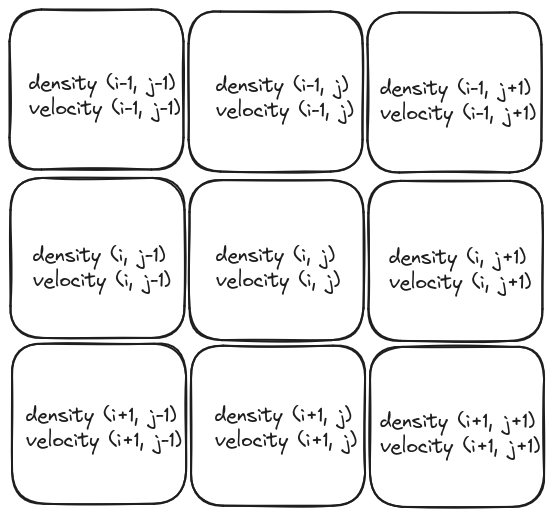 density (i-1, j-1)
velocity (i-1, j-1)
density (i-1, j)
velocity (i-1, j)
density (i-1, j+1)
velocity (i-1, j+1)
density (i, j-1)
velocity (i, j-1)
density (i, j)
velocity (i, j)
density (i, j+1)
velocity (i, j+1)
density (i+1, j-1)
velocity (i+1, j-1)
density (i+1, j)
velocity (i+1, j)
density (i+1, j+1)
velocity (i+1, j+1)